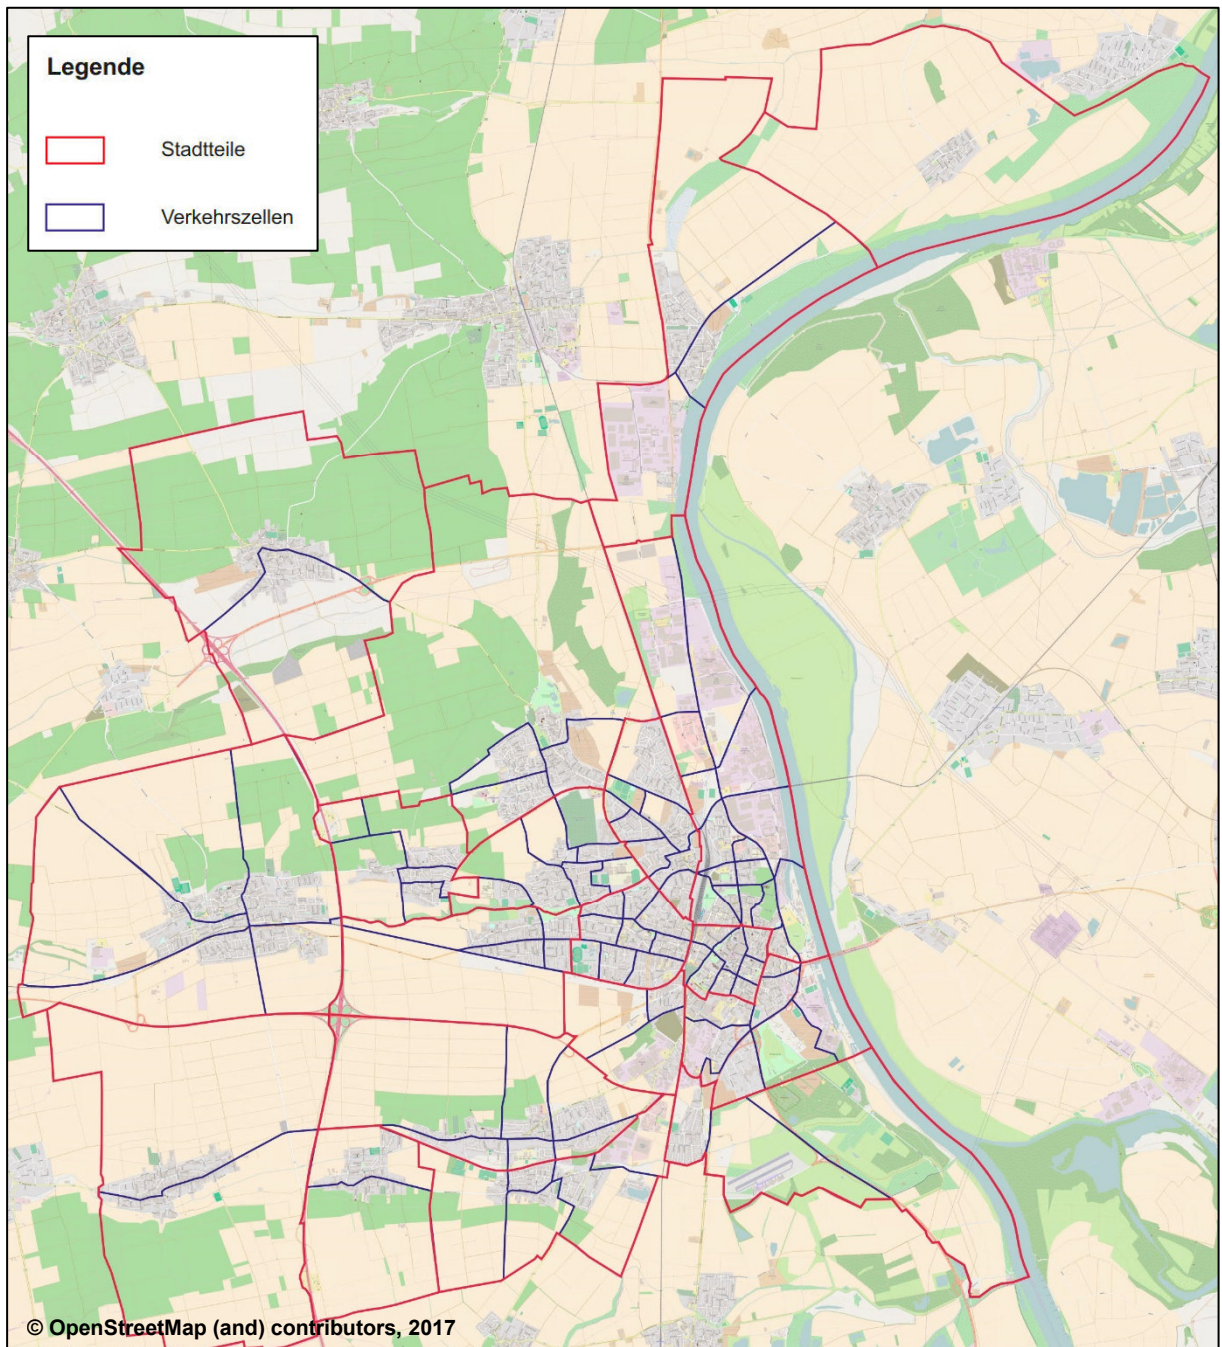 Legende
Stadtteile
Verkehrszellen
© OpenStreetMap (and) contributors, 2017